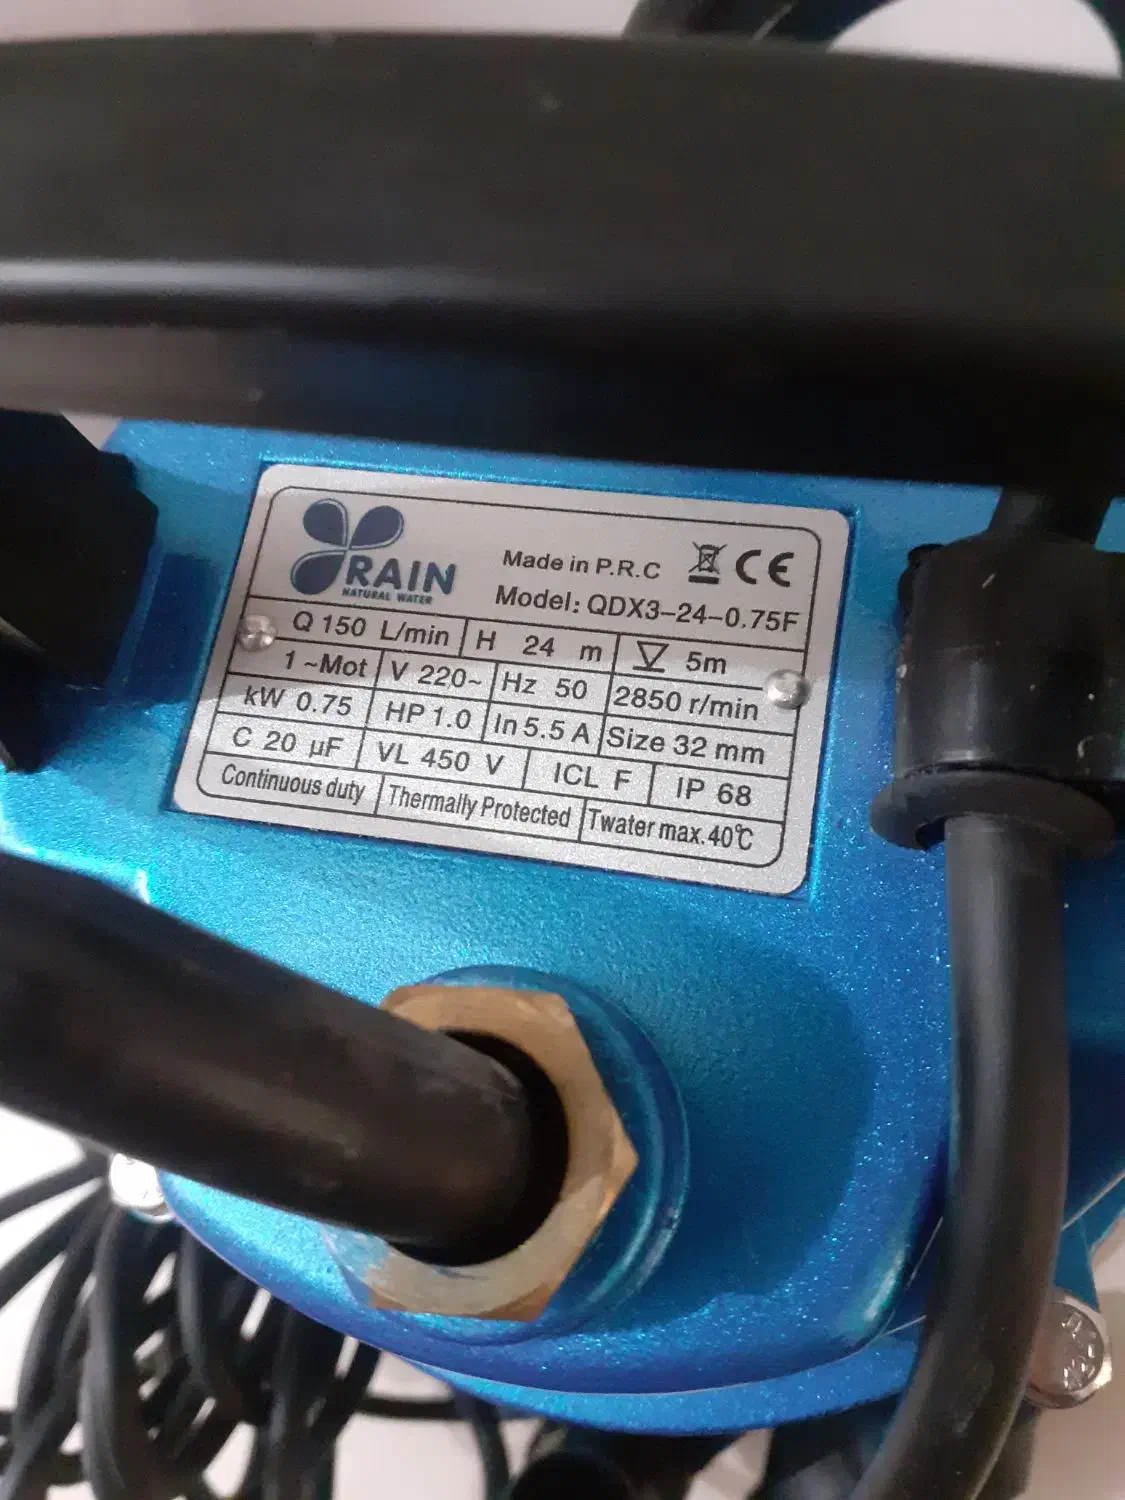 RAIN
NATURAL WATER
Made in P.R.C CE
Model: QDX3-24-0.75F
Q 150 L/min H 24 m 5m
1 ~Mot V 220~ Hz 50 2850 r/min
kW 0.75 HP 1.0 In 5.5 A Size 32 mm
C 20 µF VL 450 V ICL F IP 68
Continuous duty Thermally Protected Twater max. 40℃